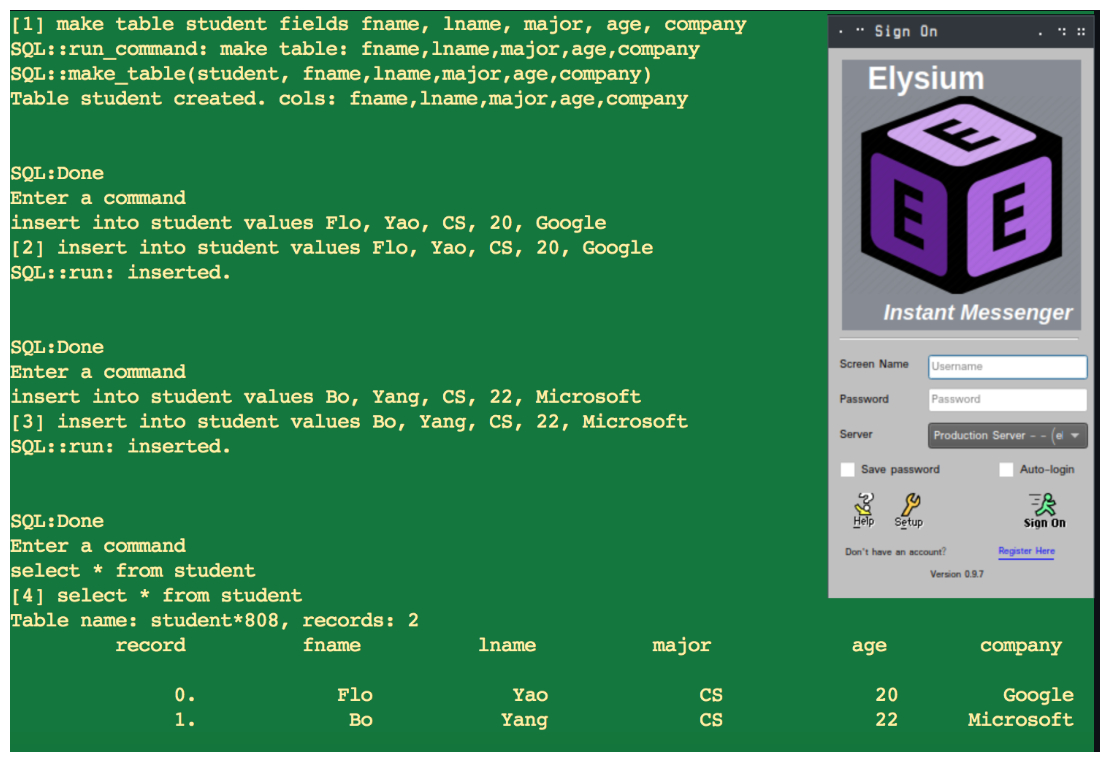 [1] make table student fields fname, lname, major, age, company
SQL::run_command: make table: fname,lname,major,age,company
SQL::make_table(student, fname,lname,major,age,company)
Table student created. cols: fname,lname,major,age,company
SQL:Done
Enter a command
insert into student values Flo, Yao, CS, 20, Google
[2] insert into student values Flo, Yao, CS, 20, Google
SQL::run: inserted.
SQL:Done
Enter a command
insert into student values Bo, Yang, CS, 22, Microsoft
[3] insert into student values Bo, Yang, CS, 22, Microsoft
SQL::run: inserted.
SQL:Done
Enter a command
select * from student
[4] select * from student
Table name: student*808, records: 2
record fname lname major age company
0. Flo Yao CS 20 Google
1. Bo Yang CS 22 Microsoft
Sign On
Elysium
E
E E
Instant Messenger
Screen Name Username
Password Password
Server Production Server - - (e
Save password Auto-login
Help Setup Sign On
Don't have an account? Register Here
Version 0.9.7